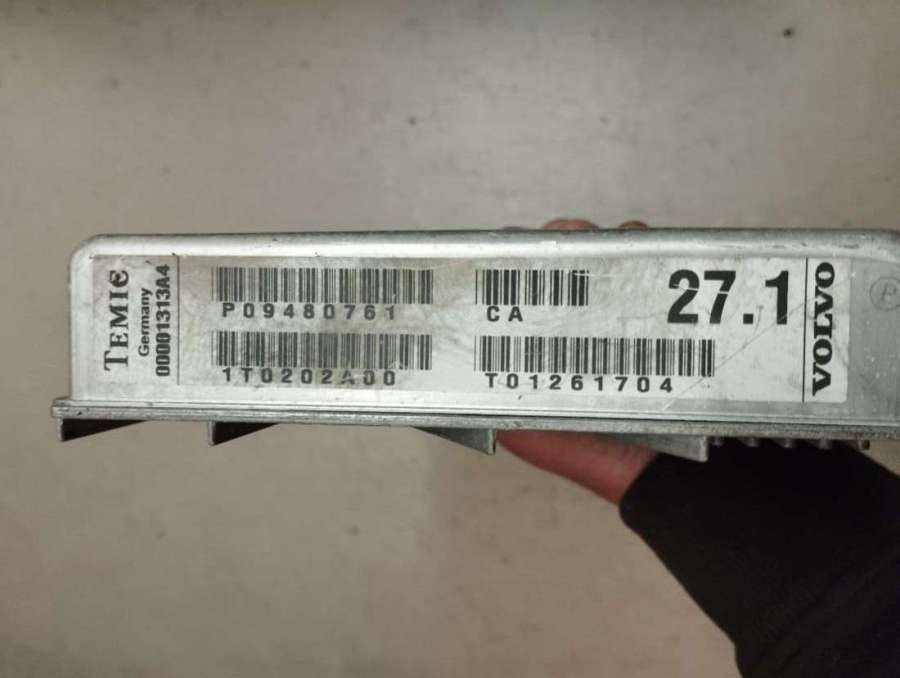 TEMIC
Germany
00001313A4
P09480761
1T0202A00
CA
T01261704
27.1
VOLVO
P